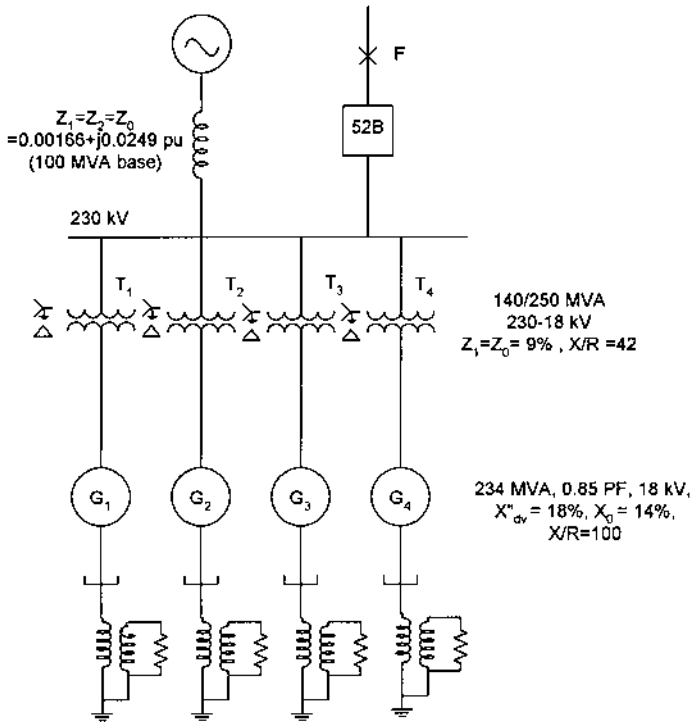 F
52B
Z₁=Z₂=Z₀
=0.00166+j0.0249 pu
(100 MVA base)
230 kV
T₁
T₂
T₃
T₄
140/250 MVA
230-18 kV
Z₁=Z₀= 9% , X/R =42
G₁
G₂
G₃
G₄
234 MVA, 0.85 PF, 18 kV,
X"dv = 18%, X₀ = 14%,
X/R=100